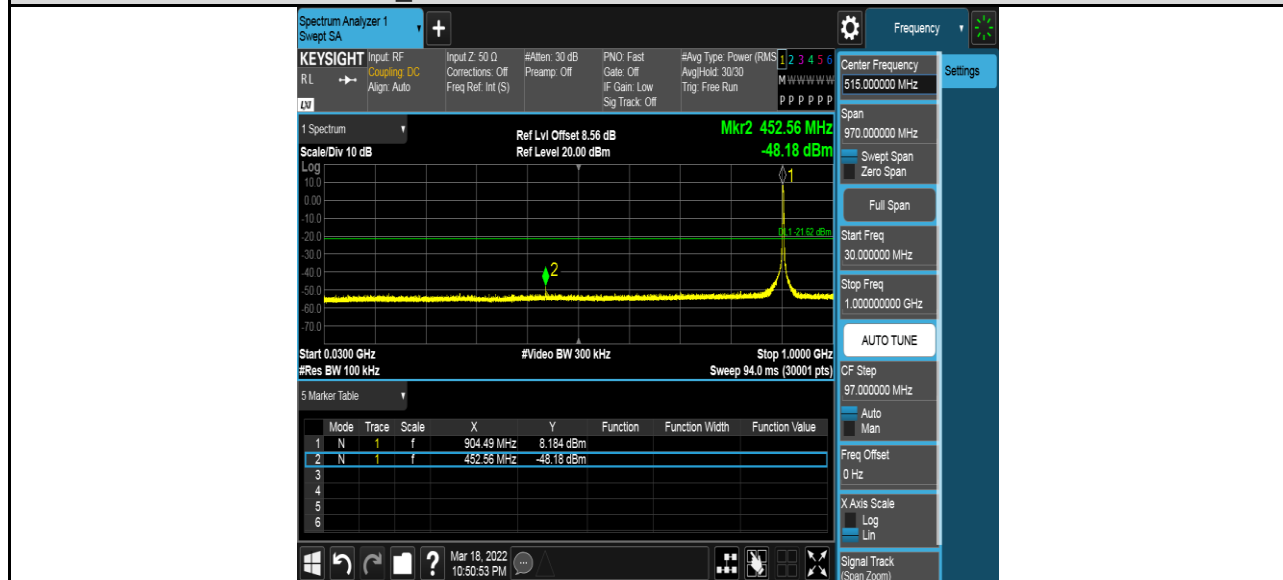 Spectrum Analyzer 1
Swept SA
+
Frequency
KEYSIGHT
RL
LXI
Input: RF
Coupling: DC
Align: Auto
Input Z: 50 Ω
Corrections: Off
Freq Ref: Int (S)
#Atten: 30 dB
Preamp: Off
PNO: Fast
Gate: Off
IF Gain: Low
Sig Track: Off
#Avg Type: Power (RMS
Avg|Hold: 30/30
Trig: Free Run
1 2 3 4 5 6
M W W W W W
P P P P P P
1 Spectrum
Scale/Div 10 dB
Ref Lvl Offset 8.56 dB
Ref Level 20.00 dBm
Mkr2 452.56 MHz
-48.18 dBm
Log
10.0
0.00
-10.0
-20.0
-30.0
-40.0
-50.0
-60.0
-70.0
1
2
DL1 -21.62 dBm
Start 0.0300 GHz
#Video BW 300 kHz
Stop 1.0000 GHz
#Res BW 100 kHz
Sweep 94.0 ms (30001 pts)
5 Marker Table
Mode Trace Scale X Y Function Function Width Function Value
1 N 1 f 904.49 MHz 8.184 dBm
2 N 1 f 452.56 MHz -48.18 dBm
3
4
5
6
?
Mar 18, 2022
10:50:53 PM
Center Frequency
515.000000 MHz
Settings
Span
970.000000 MHz
Swept Span
Zero Span
Full Span
Start Freq
30.000000 MHz
Stop Freq
1.000000000 GHz
AUTO TUNE
CF Step
97.000000 MHz
Auto
Man
Freq Offset
0 Hz
X Axis Scale
Log
Lin
Signal Track
(Span Zoom)